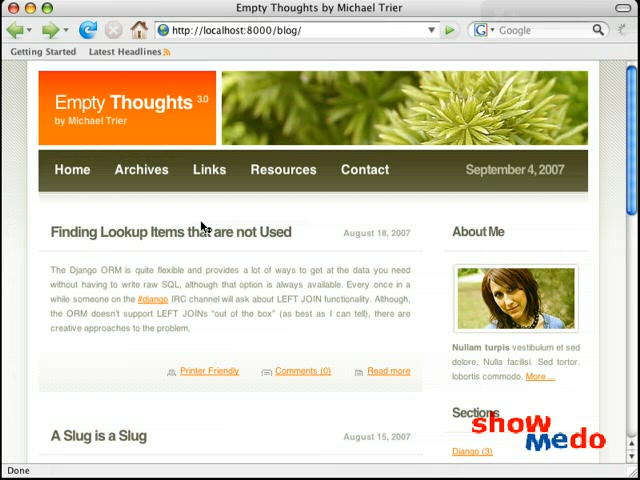 Empty Thoughts by Michael Trier
http://localhost:8000/blog/
Google
Getting Started Latest Headlines
Empty Thoughts 3.0
by Michael Trier
Home Archives Links Resources Contact September 4, 2007
Finding Lookup Items that are not Used August 18, 2007
The Django ORM is quite flexible and provides a lot of ways to get at the data you need
without having to write raw SQL, although that option is always available. Every once in a
while someone on the #django IRC channel will ask about LEFT JOIN functionality. Although,
the ORM doesn't support LEFT JOINs "out of the box" (as best as I can tell), there are
creative approaches to the problem.
Printer Friendly Comments (0) Read more
A Slug is a Slug August 15, 2007
About Me
Nullam turpis vestibulum et sed
dolore. Nulla facilisi. Sed tortor.
lobortis commodo. More ...
Sections
Django (3)
show
medo
Done